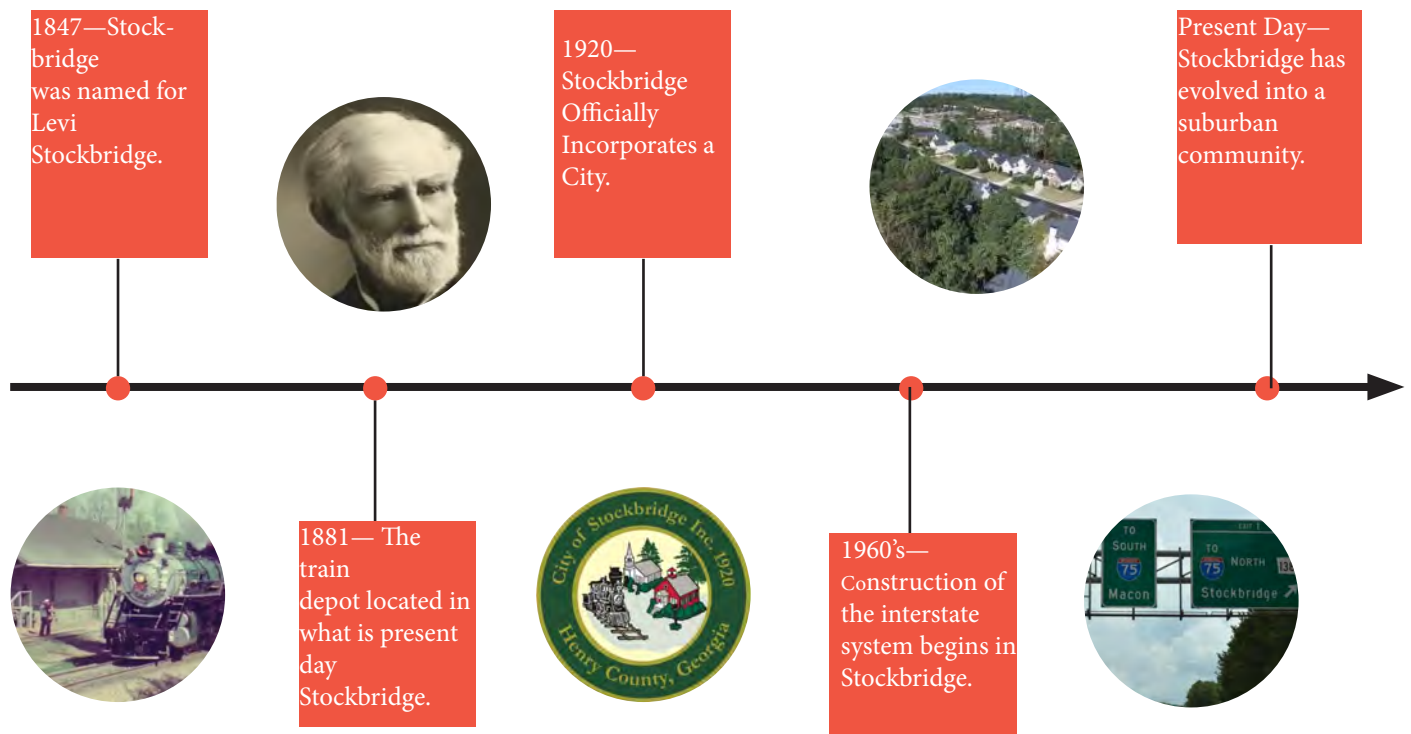 1847—Stock-
bridge
was named for
Levi
Stockbridge.
1920—
Stockbridge
Officially
Incorporates a
City.
Present Day—
Stockbridge has
evolved into a
suburban
community.
1881— The
train
depot located in
what is present
day
Stockbridge.
City of Stockbridge Inc. 1920
Henry County, Georgia
1960’s—
Construction of
the interstate
system begins in
Stockbridge.
TO
SOUTH
75
Macon
EXIT
TO
75 NORTH 138
Stockbridge